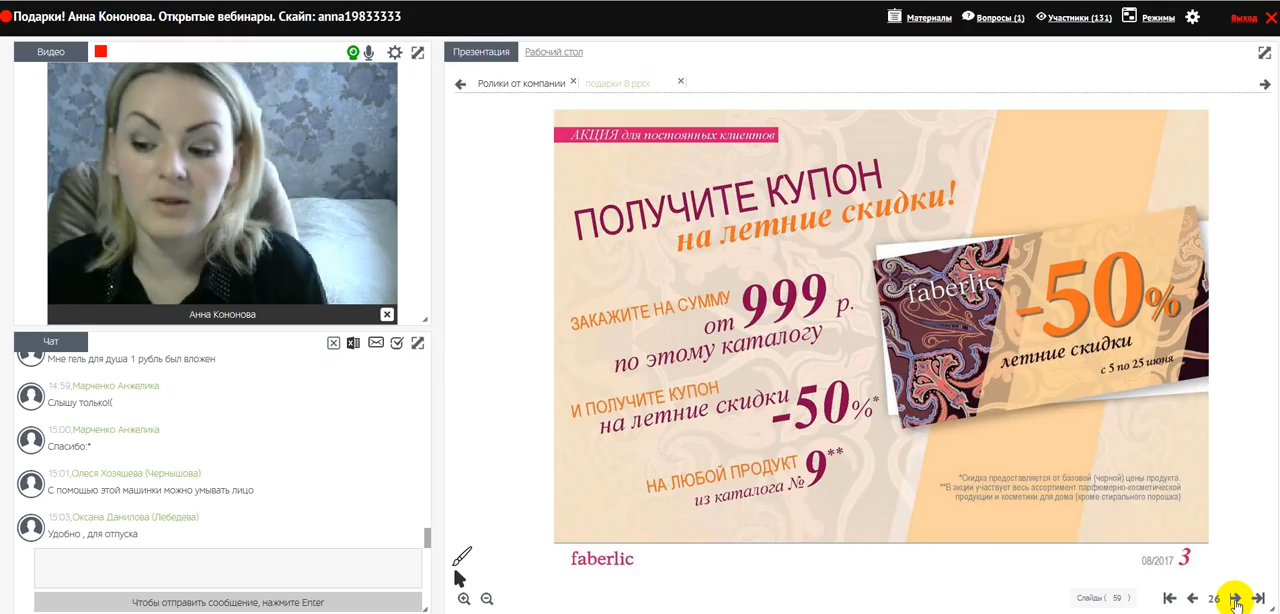 Подарки! Анна Кононова. Открытые вебинары. Скайп: anna19833333
Материалы
Вопросы (1)
Участники (131)
Режимы
Выход
Видео
Анна Кононова
Чат
Мне гель для душа 1 рубль был вложен
14:59, Марченко Анжелика
Слышу только!(
15:00, Марченко Анжелика
Спасибо:*
15:01, Олеся Хозяшева (Чернышова)
С помощью этой машинки можно умывать лицо
15:03, Оксана Данилова (Лебедева)
Удобно , для отпуска
Чтобы отправить сообщение, нажмите Enter
Презентация
Рабочий стол
Ролики от компании
подарки 8.pptx
АКЦИЯ для постоянных клиентов
ПОЛУЧИТЕ КУПОН
на летние скидки!
ЗАКАЖИТЕ НА СУММУ
от 999 р.
по этому каталогу
И ПОЛУЧИТЕ КУПОН
на летние скидки -50%*
НА ЛЮБОЙ ПРОДУКТ
из каталога №9**
faberlic
-50%
летние скидки
с 5 по 25 июня
*Скидка предоставляется от базовой (черной) цены продукта.
**В акции участвует весь ассортимент парфюмерно-косметической
продукции и косметики для дома (кроме стирального порошка)
faberlic
08/2017 3
Слайды ( 59 )
26